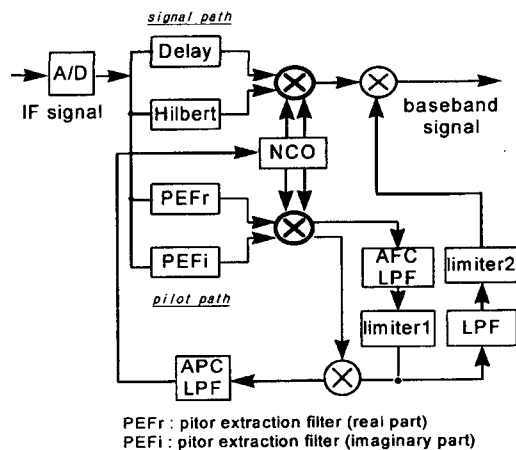 signal path
Delay
A/D
IF signal
Hilbert
baseband
signal
NCO
PEFr
PEFi
pilot path
AFC
LPF
limiter2
limiter1
LPF
APC
LPF
PEFr : pitor extraction filter (real part)
PEFi : pitor extraction filter (imaginary part)